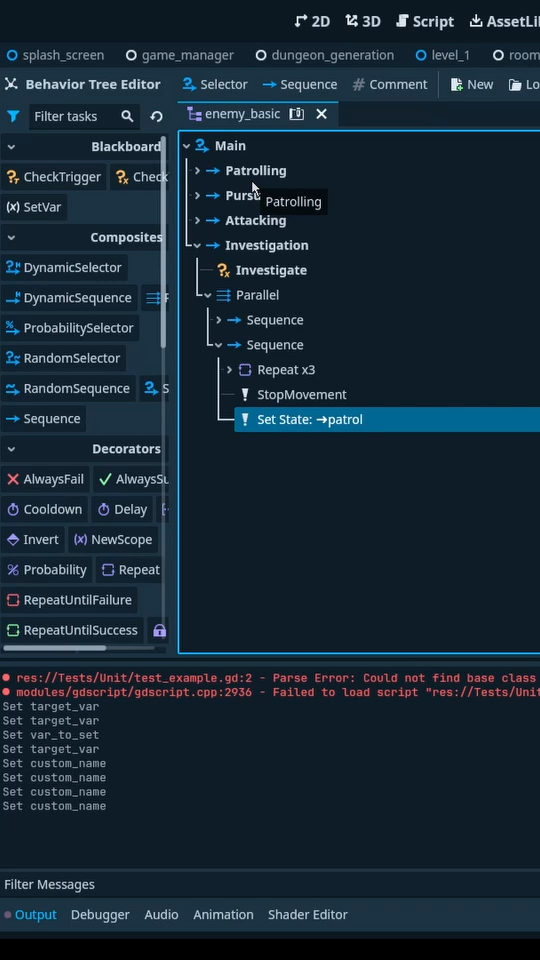 2D 3D Script AssetLi
splash_screen game_manager dungeon_generation level_1 room
Behavior Tree Editor Selector Sequence # Comment New Lo
Filter tasks enemy_basic
Blackboard
CheckTrigger Check
SetVar
Composites
DynamicSelector
DynamicSequence
ProbabilitySelector
RandomSelector
RandomSequence S
Sequence
Decorators
AlwaysFail AlwaysSu
Cooldown Delay
Invert NewScope
Probability Repeat
RepeatUntilFailure
RepeatUntilSuccess
Main
Patrolling
Pursu
Patrolling
Attacking
Investigation
Investigate
Parallel
Sequence
Sequence
Repeat x3
StopMovement
Set State: ➜patrol
res://Tests/Unit/test_example.gd:2 - Parse Error: Could not find base class
modules/gdscript/gdscript.cpp:2936 - Failed to load script "res://Tests/Unit
Set target_var
Set target_var
Set var_to_set
Set target_var
Set custom_name
Set custom_name
Set custom_name
Set custom_name
Filter Messages
Output Debugger Audio Animation Shader Editor